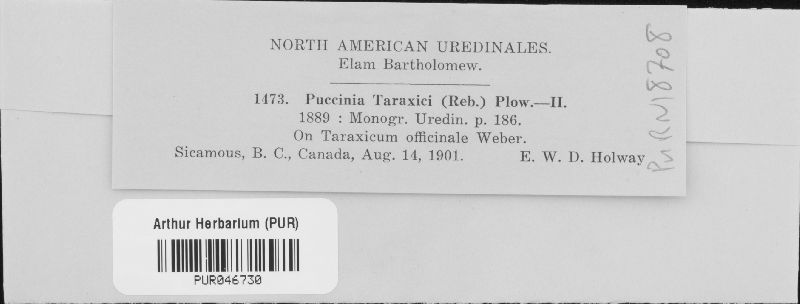 NORTH AMERICAN UREDINALES.
Elam Bartholomew.
1473. Puccinia Taraxici (Reb.) Plow.—II.
1889 : Monogr. Uredin. p. 186.
On Taraxicum officinale Weber.
Sicamous, B. C., Canada, Aug. 14, 1901. E. W. D. Holway
PURN18708
Arthur Herbarium (PUR)
PUR046730